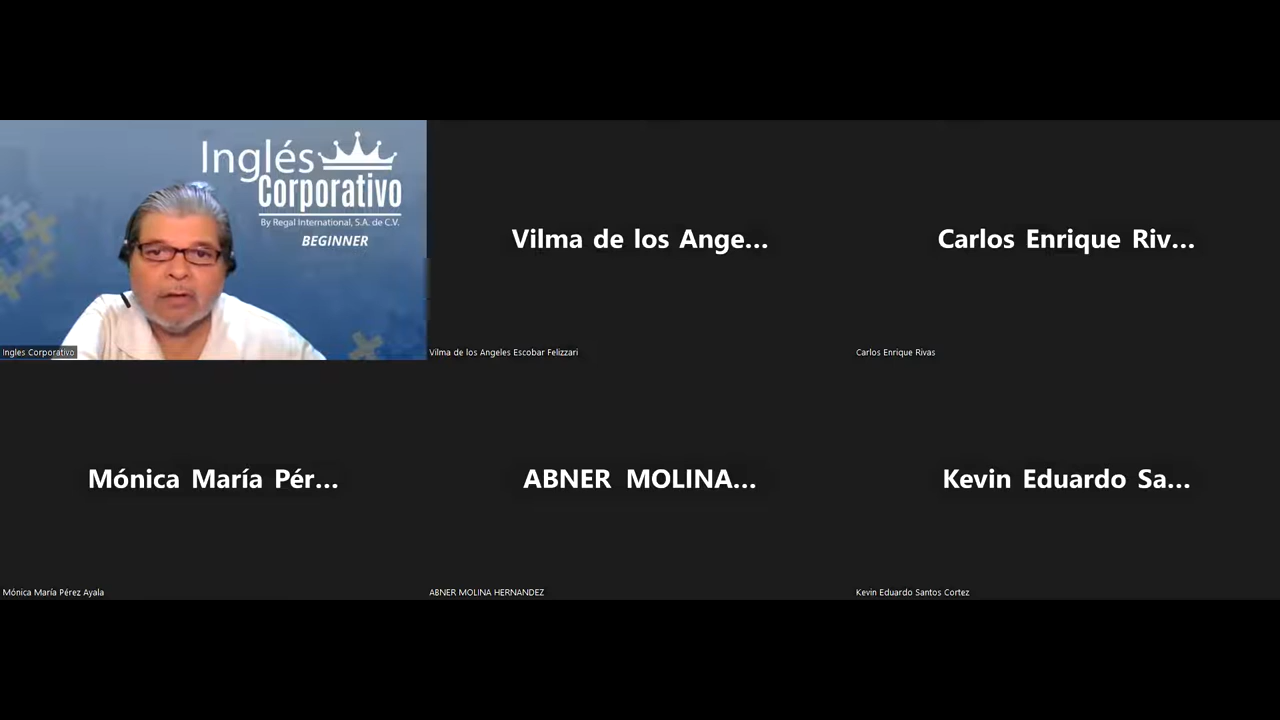 Inglés
Corporativo
By Regal International, S.A. de C.V.
BEGINNER
Ingles Corporativo
Vilma de los Ange...
Vilma de los Angeles Escobar Felizzari
Carlos Enrique Riv...
Carlos Enrique Rivas
Mónica María Pér...
Mónica María Pérez Ayala
ABNER MOLINA...
ABNER MOLINA HERNANDEZ
Kevin Eduardo Sa...
Kevin Eduardo Santos Cortez